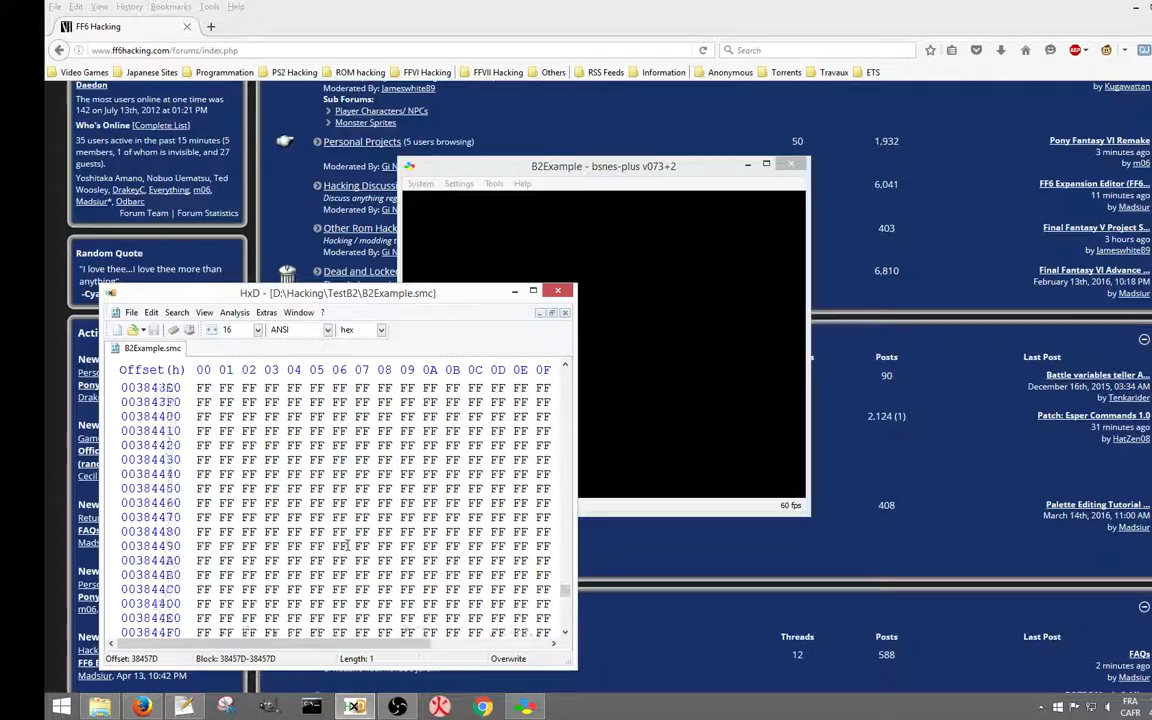 File Edit View History Bookmarks Tools Help
FF6 Hacking
www.ff6hacking.com/forums/index.php
Search
Video Games Japanese Sites Programation PS2 Hacking ROM hacking FFVI Hacking FFVII Hacking Others RSS Feeds Information Anonymous Torrents Travaux ETS
Daedon
The most users online at one time was
142 on July 13th, 2012 at 01:21 PM
Who's Online [Complete List]
35 users active in the past 15 minutes (5
members, 1 of whom is invisible, and 27
guests).
Yoshitaka Amano, Nobuo Uematsu, Ted
Woosley, DrakeyC, Everything, m06,
Madsiur*, Odbarc
Forum Team | Forum Statistics
Random Quote
"I love thee...I love thee more than
anything"
Moderated By: Jameswhite89
Sub Forums:
Player Characters/ NPCs
Monster Sprites
Personal Projects (5 users browsing)
Moderated By: Gi N
Hacking Discus
Discuss anything reg
Moderated By: Gi N
Other Rom Hac
Hacking / modding t
Moderated By: Gi N
Dead and Locke
by Kugawattan
50 1,932 Pony Fantasy VI Remake
3 minutes ago
by m06
6,041 FF6 Expansion Editor (FF6...
11 minutes ago
by Madsiur
403 Final Fantasy V Project S...
3 hours ago
by Jameswhite89
6,810 Final Fantasy VI Advance ...
February 13th, 2016, 10:18 PM
by Madsiur
Posts Last Post
90 Battle variables teller A...
December 16th, 2015, 03:34 AM
by Tenkarider
2,124 (1) Patch: Esper Commands 1.0
31 minutes ago
by HatZen08
408 Palette Editing Tutorial ...
March 14th, 2016, 11:00 AM
by Madsiur
Threads Posts Last Post
12 588 FAQs
2 minutes ago
by Madsiur
B2Example - bsnes-plus v073+2
System Settings Tools Help
60 fps
HxD - [D:\Hacking\TestB2\B2Example.smc]
File Edit Search View Analysis Extras Window ?
16 ANSI hex
B2Example.smc
Offset(h) 00 01 02 03 04 05 06 07 08 09 0A 0B 0C 0D 0E 0F
003843E0 FF FF FF FF FF FF FF FF FF FF FF FF FF FF FF FF
003843F0 FF FF FF FF FF FF FF FF FF FF FF FF FF FF FF FF
00384400 FF FF FF FF FF FF FF FF FF FF FF FF FF FF FF FF
00384410 FF FF FF FF FF FF FF FF FF FF FF FF FF FF FF FF
00384420 FF FF FF FF FF FF FF FF FF FF FF FF FF FF FF FF
00384430 FF FF FF FF FF FF FF FF FF FF FF FF FF FF FF FF
00384440 FF FF FF FF FF FF FF FF FF FF FF FF FF FF FF FF
00384450 FF FF FF FF FF FF FF FF FF FF FF FF FF FF FF FF
00384460 FF FF FF FF FF FF FF FF FF FF FF FF FF FF FF FF
00384470 FF FF FF FF FF FF FF FF FF FF FF FF FF FF FF FF
00384480 FF FF FF FF FF FF FF FF FF FF FF FF FF FF FF FF
00384490 FF FF FF FF FF FF FF FF FF FF FF FF FF FF FF FF
003844A0 FF FF FF FF FF FF FF FF FF FF FF FF FF FF FF FF
003844B0 FF FF FF FF FF FF FF FF FF FF FF FF FF FF FF FF
003844C0 FF FF FF FF FF FF FF FF FF FF FF FF FF FF FF FF
003844D0 FF FF FF FF FF FF FF FF FF FF FF FF FF FF FF FF
003844E0 FF FF FF FF FF FF FF FF FF FF FF FF FF FF FF FF
003844F0 FF FF FF FF FF FF FF FF FF FF FF FF FF FF FF FF
Offset: 38457D Block: 38457D-38457D Length: 1 Overwrite
Madsiur, Apr 13, 10:42 PM
FRA
CAFR